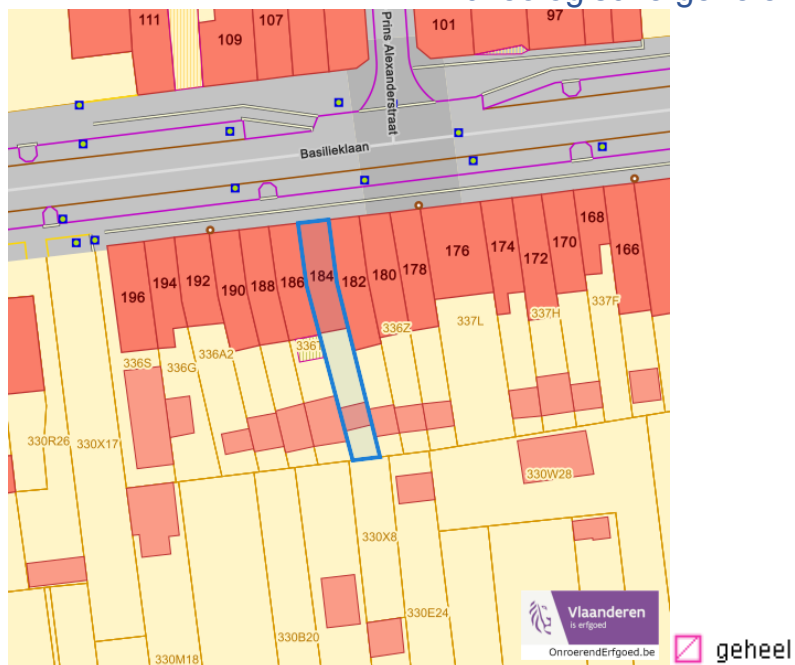 111
107
109
101
97
Prins Alexanderstraat
Basilieklaan
196
194
192
190
188
186
184
182
180
178
176
174
172
170
168
166
336S
336G
336A2
336Z
337L
337H
337F
330R26
330X17
330W28
330X8
330E24
330B20
330M18
Vlaanderen
is erfgoed
OnroerendErfgoed.be
geheel